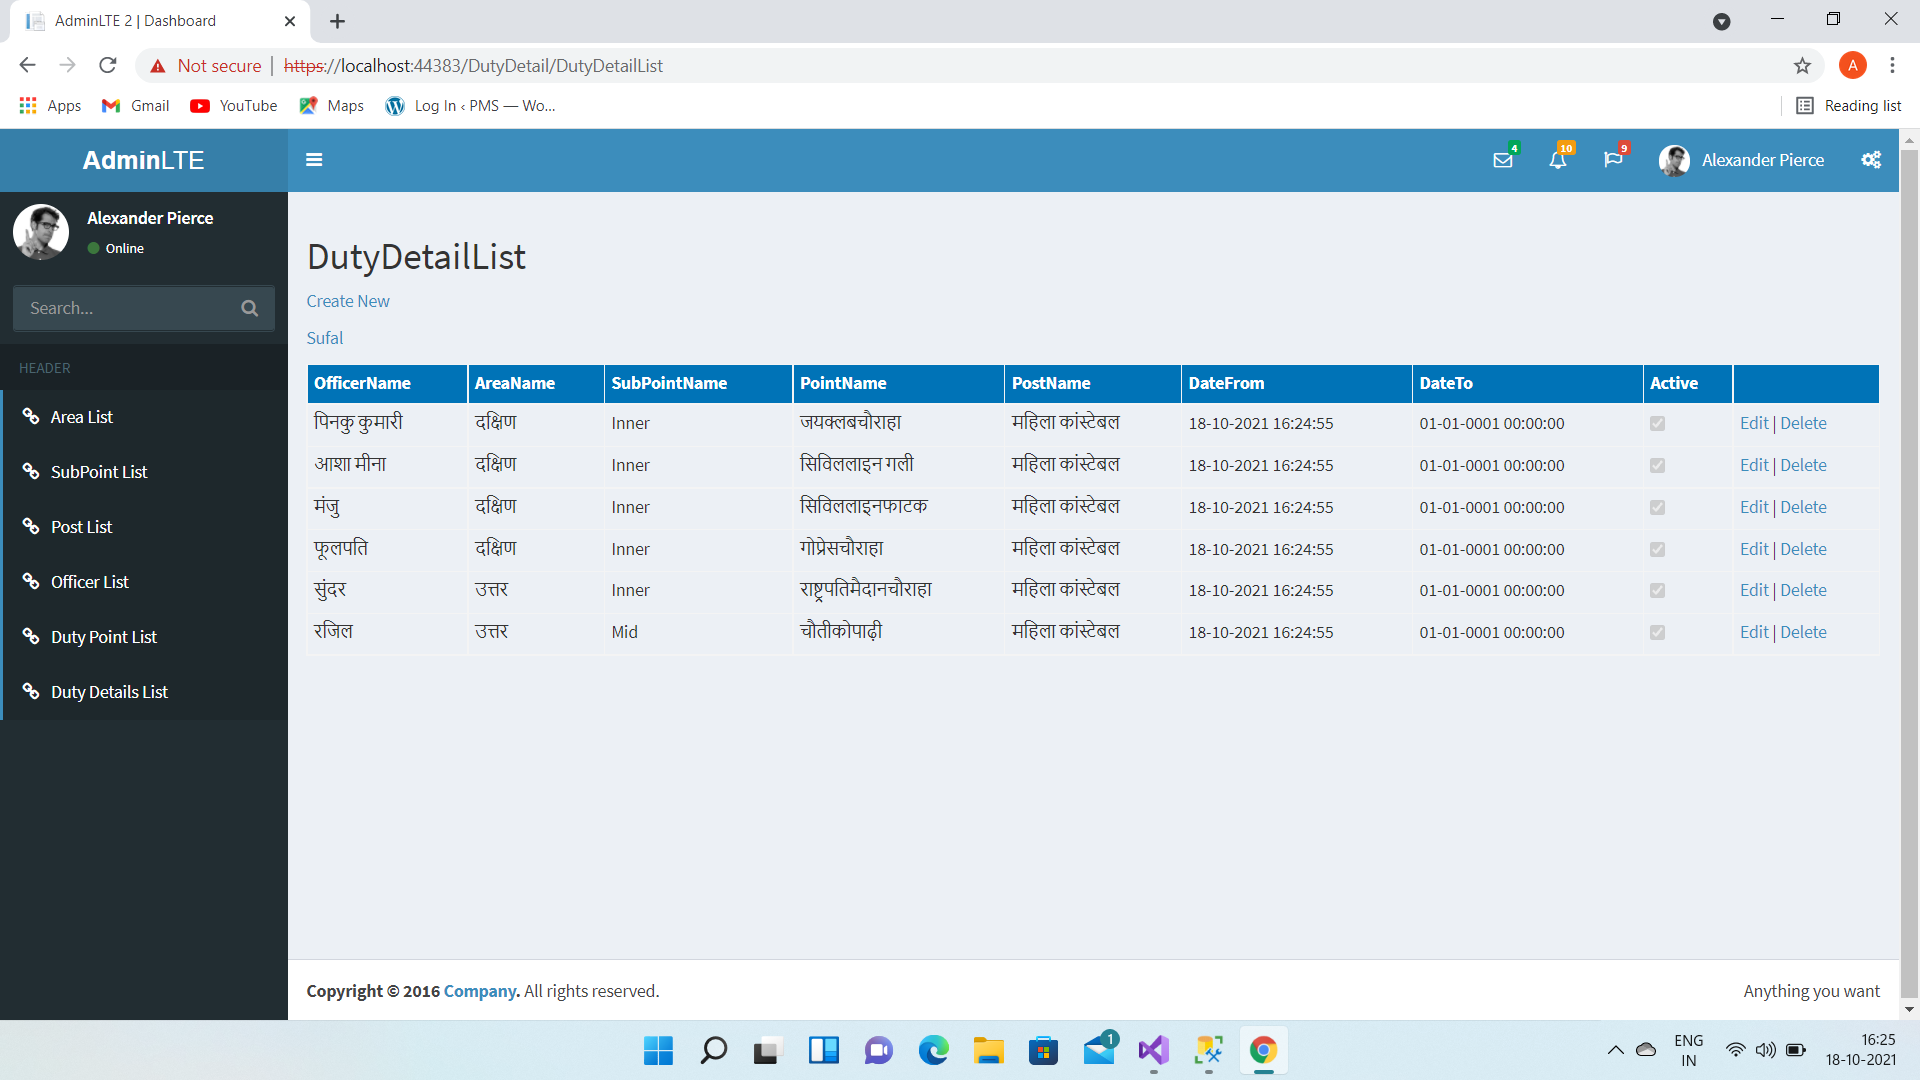 AdminLTE 2 | Dashboard
Not secure | https://localhost:44383/DutyDetail/DutyDetailList
A
Apps Gmail YouTube Maps Log In ‹ PMS — Wo... Reading list
AdminLTE 4 10 9 Alexander Pierce
Alexander Pierce
Online
Search...
HEADER
Area List
SubPoint List
Post List
Officer List
Duty Point List
Duty Details List
DutyDetailList
Create New
Sufal
OfficerName AreaName SubPointName PointName PostName DateFrom DateTo Active
पिनकु कुमारी दक्षिण Inner जयक्लबचौराहा महिला कांस्टेबल 18-10-2021 16:24:55 01-01-0001 00:00:00 Edit | Delete
आशा मीना दक्षिण Inner सिविललाइन गली महिला कांस्टेबल 18-10-2021 16:24:55 01-01-0001 00:00:00 Edit | Delete
मंजु दक्षिण Inner सिविललाइनफाटक महिला कांस्टेबल 18-10-2021 16:24:55 01-01-0001 00:00:00 Edit | Delete
फूलपति दक्षिण Inner गोप्रेसचौराहा महिला कांस्टेबल 18-10-2021 16:24:55 01-01-0001 00:00:00 Edit | Delete
सुंदर उत्तर Inner राष्ट्रपतिमैदानचौराहा महिला कांस्टेबल 18-10-2021 16:24:55 01-01-0001 00:00:00 Edit | Delete
रजिल उत्तर Mid चौतीकोपाढ़ी महिला कांस्टेबल 18-10-2021 16:24:55 01-01-0001 00:00:00 Edit | Delete
Copyright © 2016 Company. All rights reserved. Anything you want
1
ENG
IN
16:25
18-10-2021